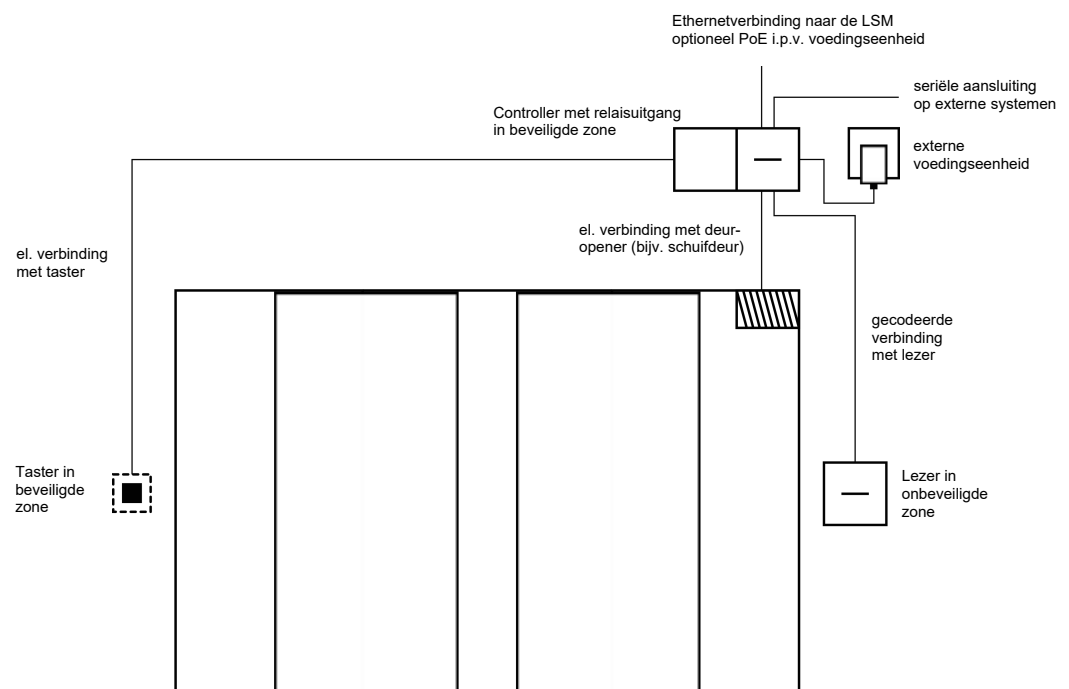 Ethernetverbinding naar de LSM
optioneel PoE i.p.v. voedingseenheid
seriële aansluiting
op externe systemen
Controller met relaisuitgang
in beveiligde zone
externe
voedingseenheid
el. verbinding met deur-
opener (bijv. schuifdeur)
el. verbinding
met taster
gecodeerde
verbinding
met lezer
Taster in
beveiligde
zone
Lezer in
onbeveiligde
zone